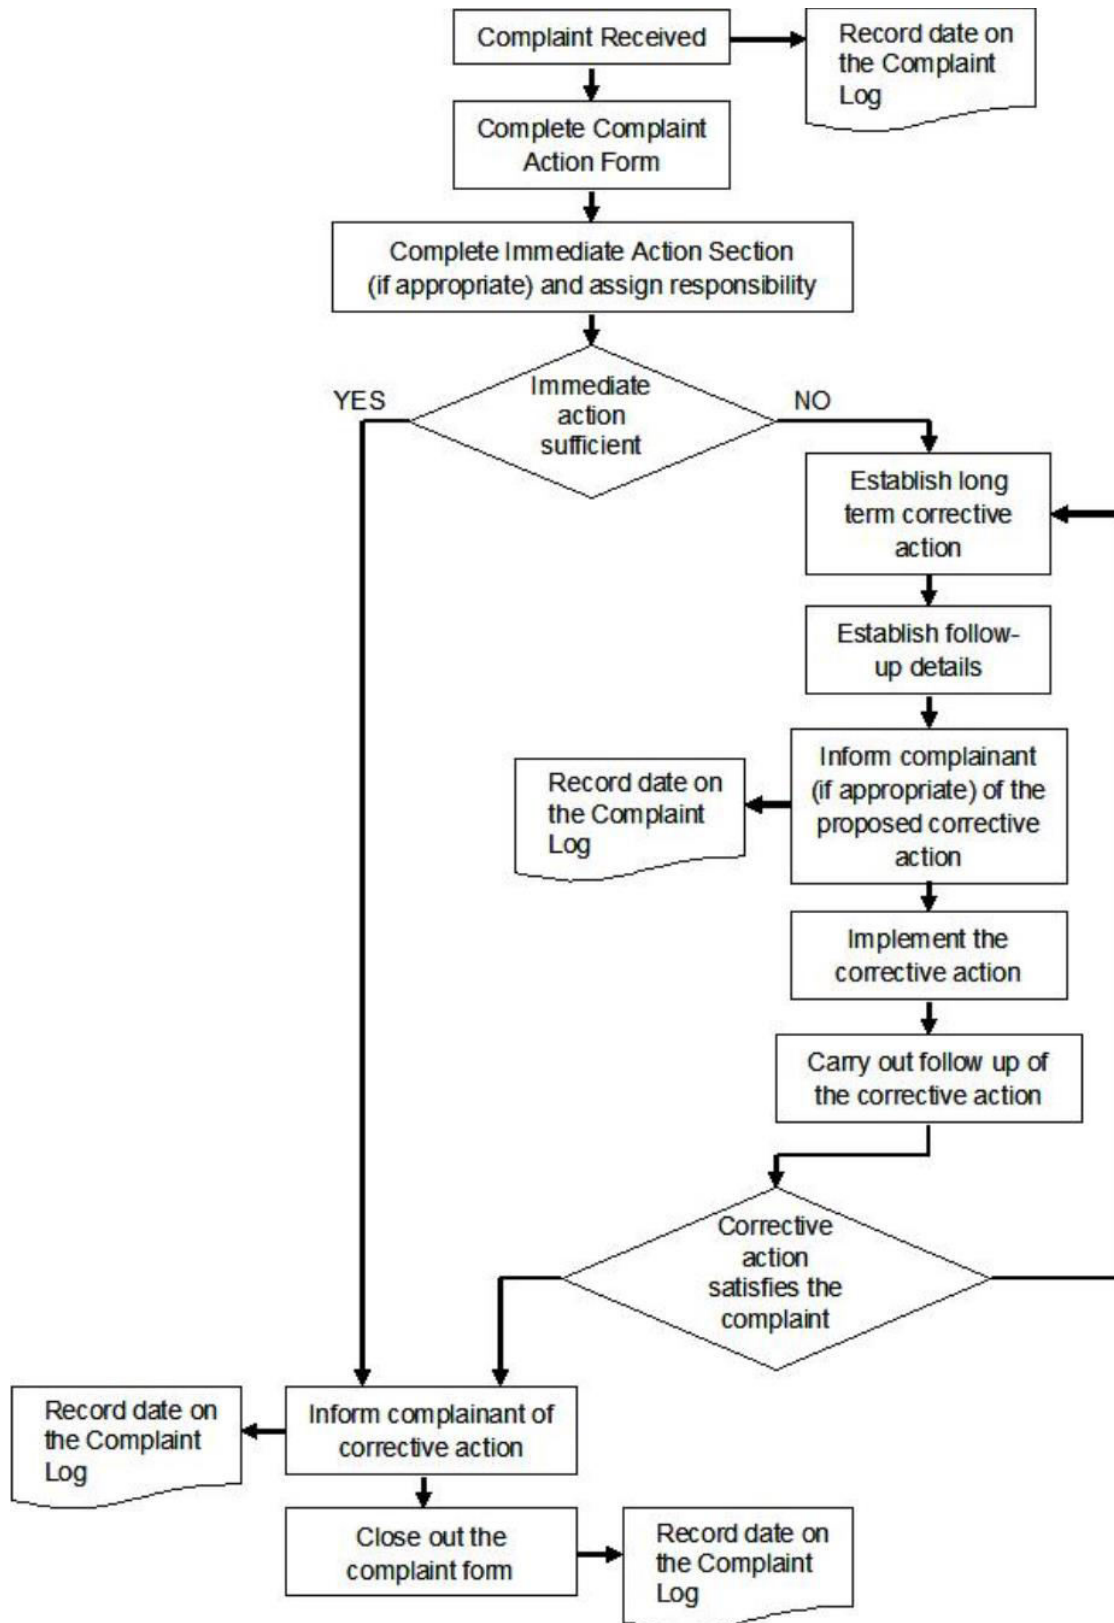 Complaint Received
Record date on
the Complaint
Log
Complete Complaint
Action Form
Complete Immediate Action Section
(if appropriate) and assign responsibility
Immediate
action
sufficient
YES
NO
Establish long
term corrective
action
Establish follow-
up details
Inform complainant
(if appropriate) of the
proposed corrective
action
Record date on
the Complaint
Log
Implement the
corrective action
Carry out follow up of
the corrective action
Corrective
action
satisfies the
complaint
Inform complainant of
corrective action
Record date on
the Complaint
Log
Close out the
complaint form
Record date on
the Complaint
Log